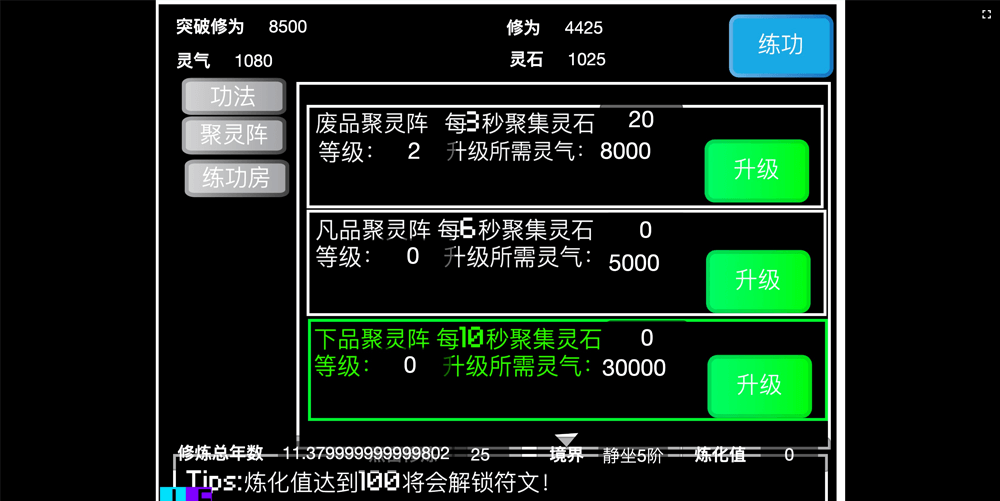 突破修为 8500 修为 4425
练功
灵气 1080 灵石 1025
功法
聚灵阵
练功房
废品聚灵阵 每3秒聚集灵石 20
等级： 2 升级所需灵气： 8000
升级
凡品聚灵阵 每6秒聚集灵石 0
等级： 0 升级所需灵气： 5000
升级
下品聚灵阵 每10秒聚集灵石 0
等级： 0 升级所需灵气： 30000
升级
修炼总年数 11.379999999999802 25 境界 静坐5阶 炼化值 0
Tips:炼化值达到100将会解锁符文!